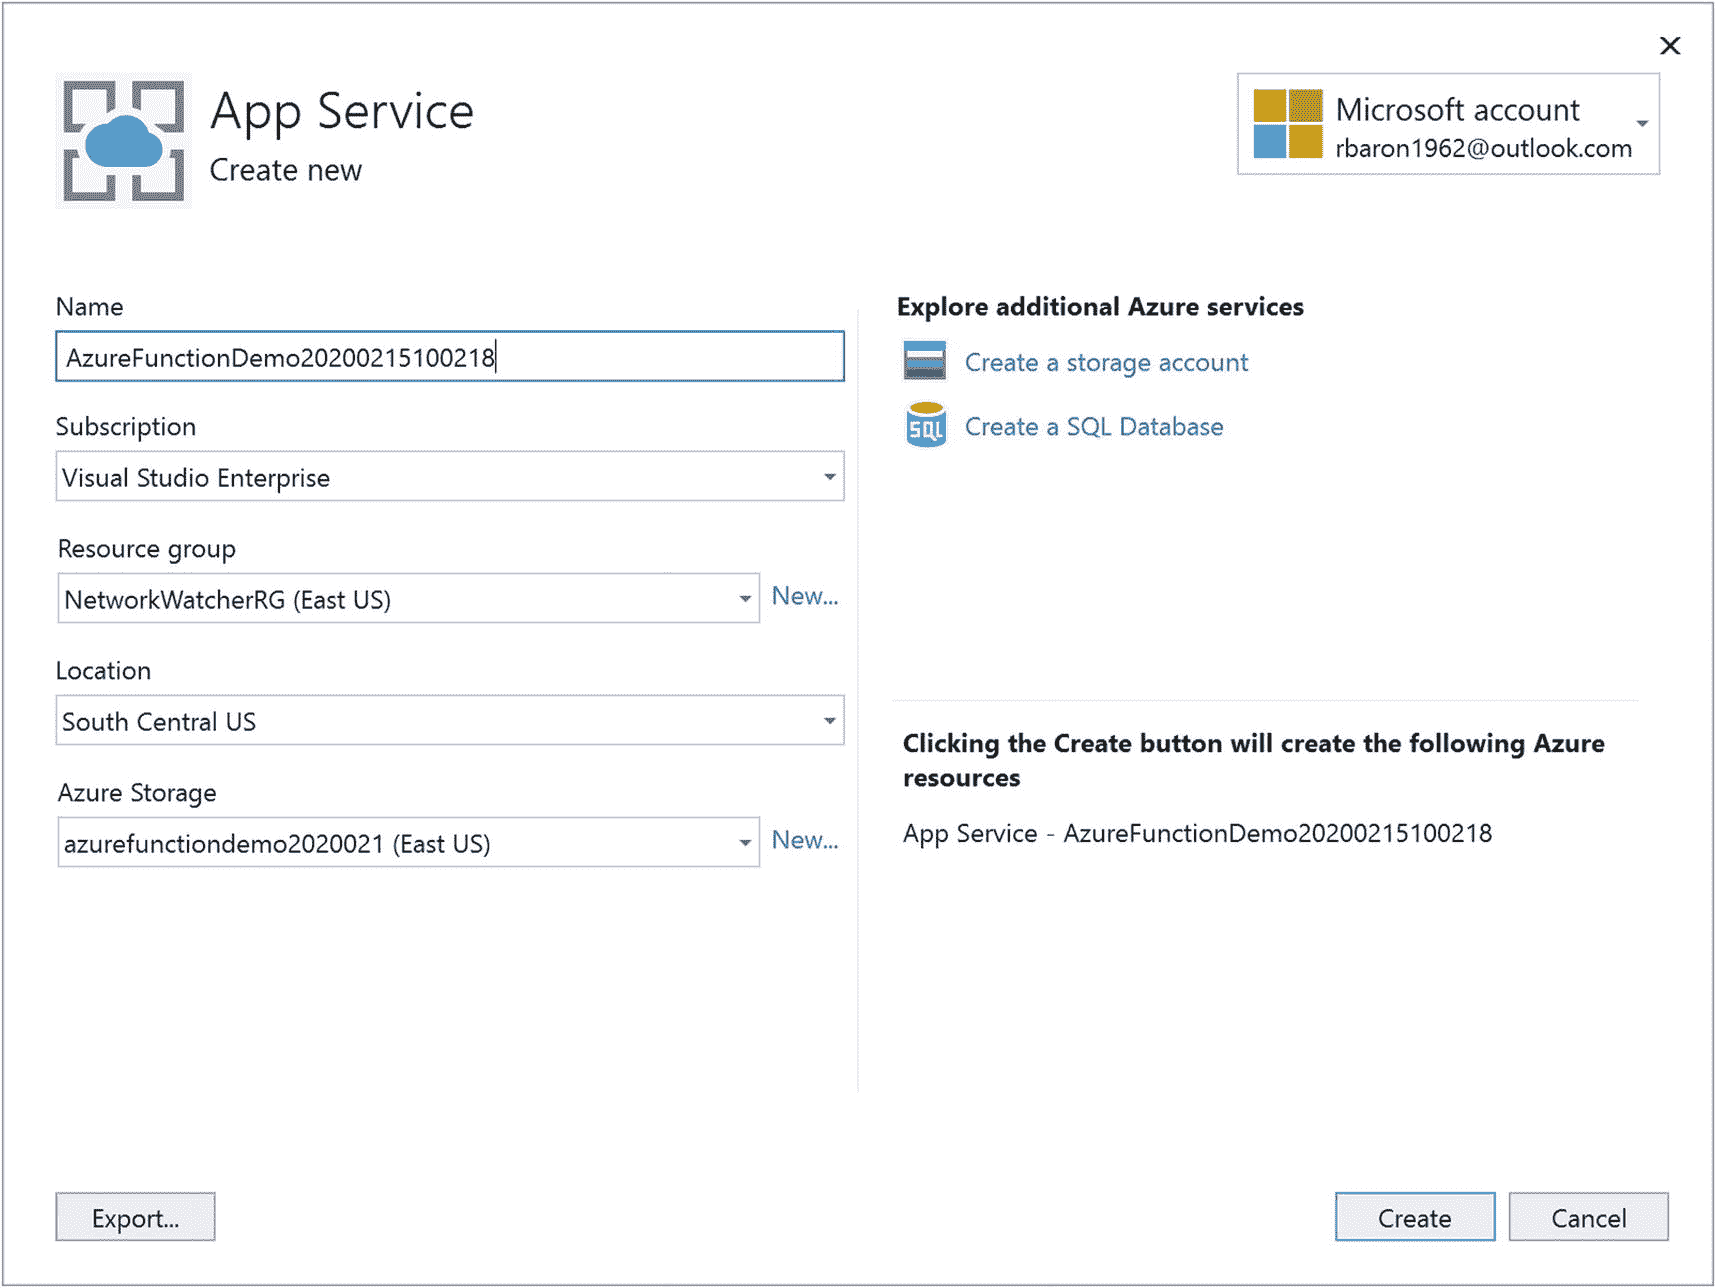 App Service
Create new
Microsoft account
rbaron1962@outlook.com
Name
AzureFunctionDemo20200215100218
Subscription
Visual Studio Enterprise
Resource group
NetworkWatcherRG (East US)
New...
Location
South Central US
Azure Storage
azurefunctiondemo2020021 (East US)
New...
Explore additional Azure services
Create a storage account
SQL
Create a SQL Database
Clicking the Create button will create the following Azure
resources
App Service - AzureFunctionDemo20200215100218
Export...
Create
Cancel